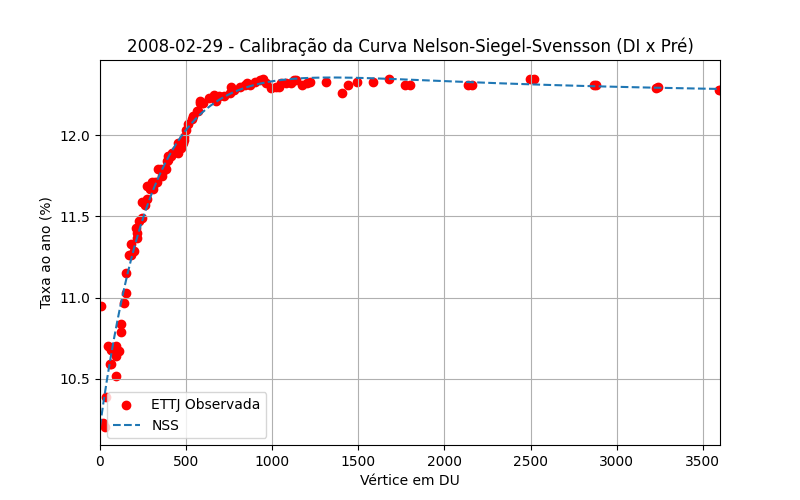 2008-02-29 - Calibração da Curva Nelson-Siegel-Svensson (DI x Pré)
Taxa ao ano (%)
12.0
11.5
11.0
10.5
ETTJ Observada
NSS
0 500 1000 1500 2000 2500 3000 3500
Vértice em DU